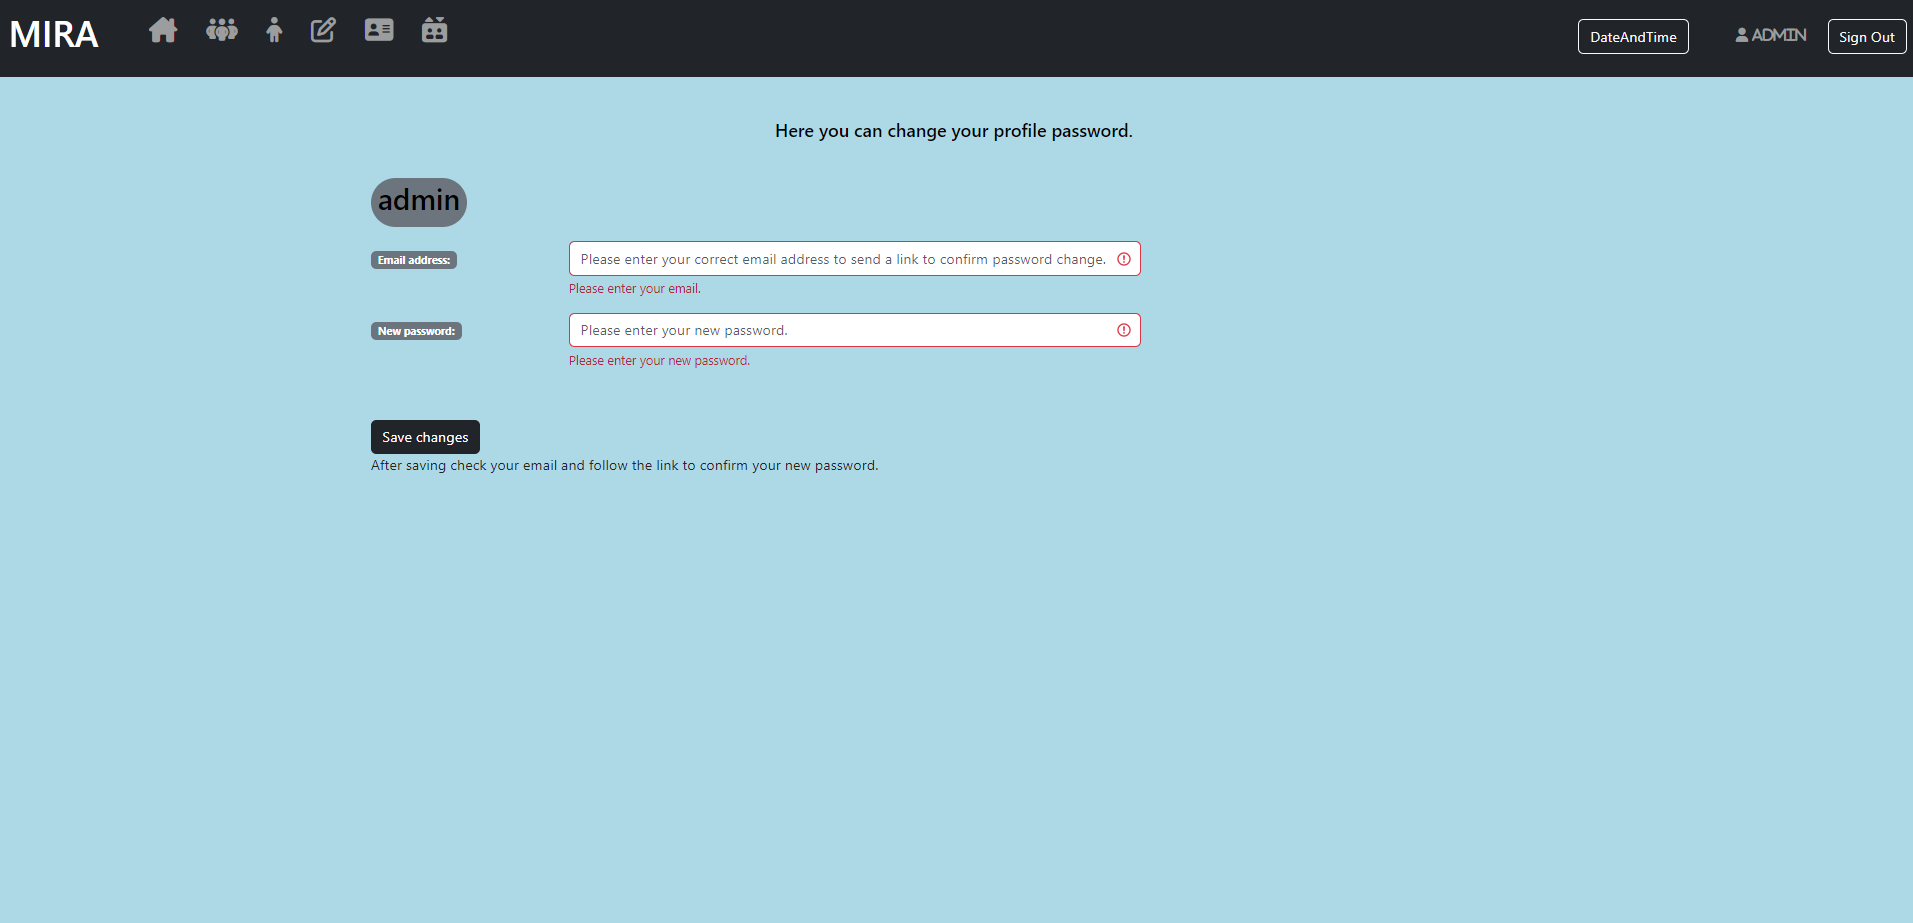 MIRA
DateAndTime
ADMIN
Sign Out
Here you can change your profile password.
admin
Email address:
Please enter your correct email address to send a link to confirm password change.
Please enter your email.
New password:
Please enter your new password.
Please enter your new password.
Save changes
After saving check your email and follow the link to confirm your new password.